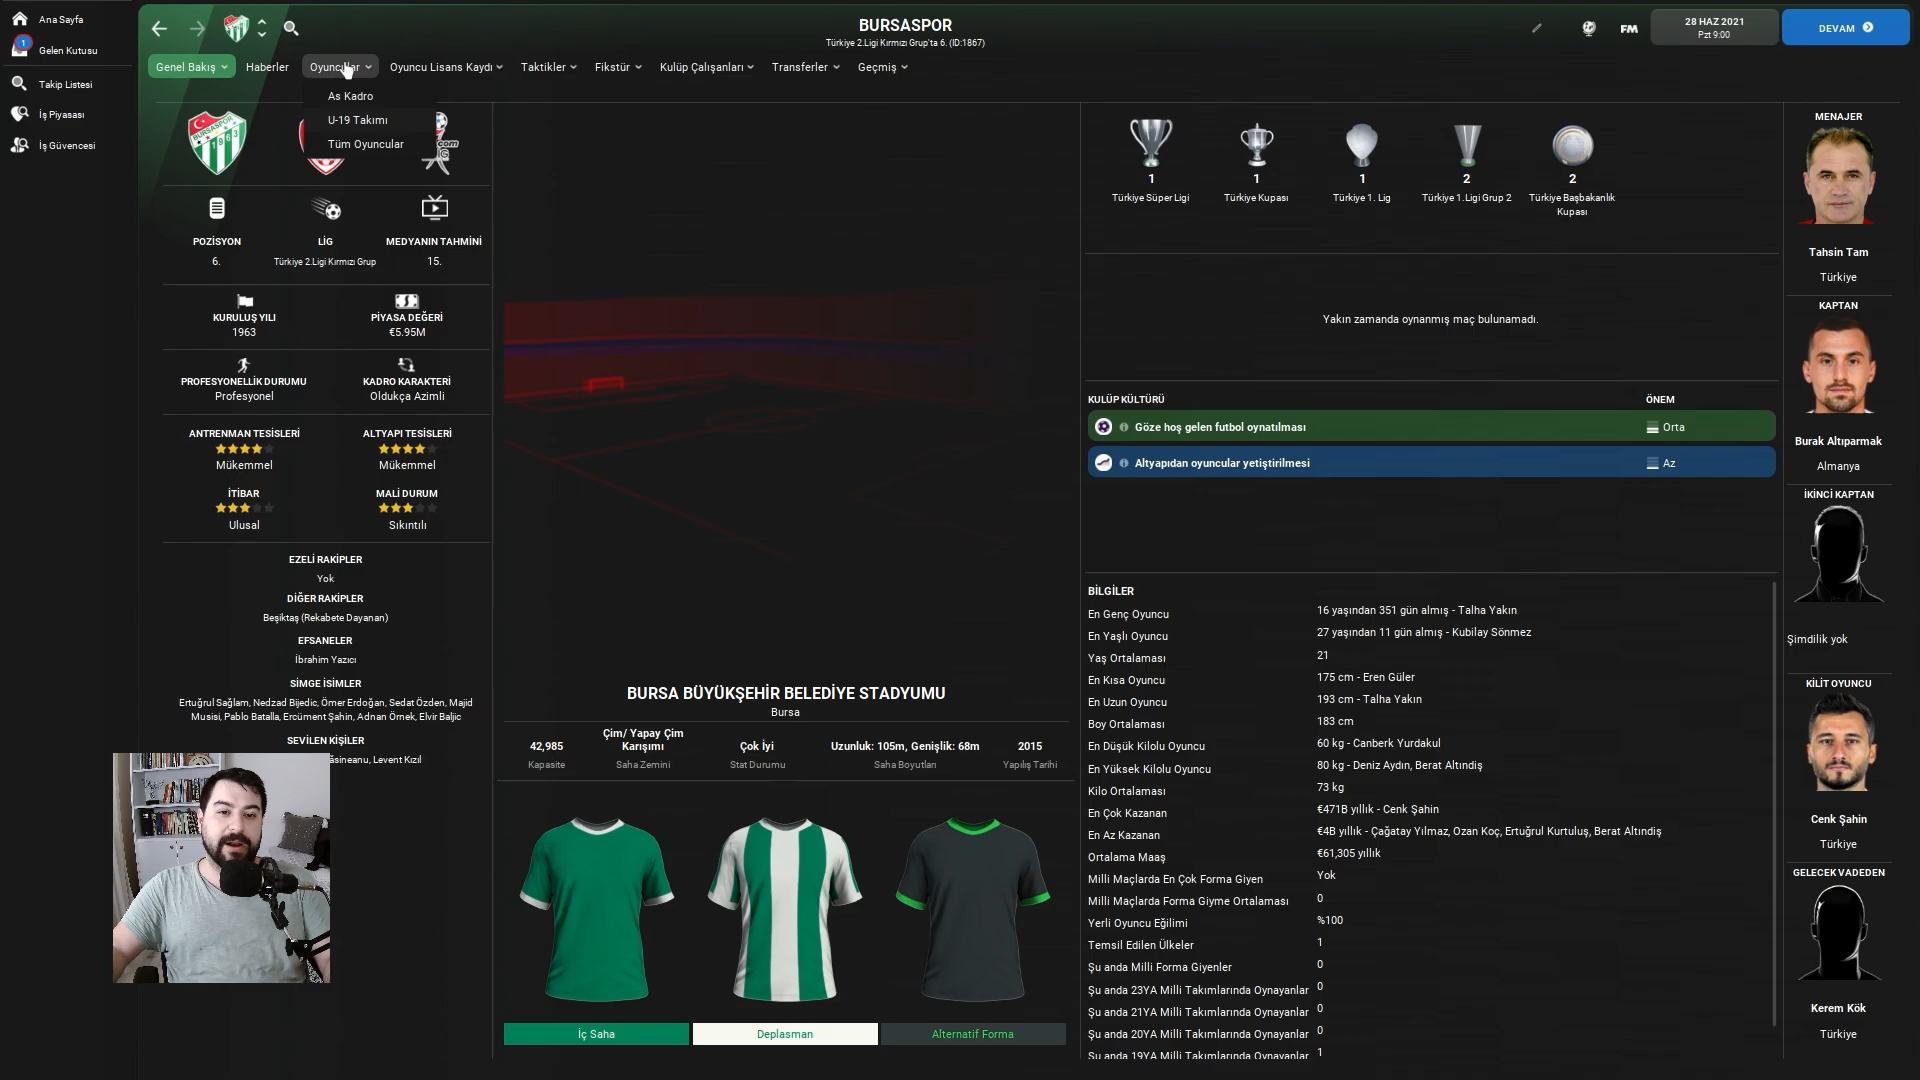 Ana Sayfa
1
Gelen Kutusu
Takip Listesi
İş Piyasası
İş Güvencesi
BURSASPOR
Türkiye 2.Ligi Kırmızı Grup'ta 6. (ID:1867)
FM
28 HAZ 2021
Pzt 9:00
DEVAM
Genel Bakış
Haberler
Oyuncular
Oyuncu Lisans Kaydı
Taktikler
Fikstür
Kulüp Çalışanları
Transferler
Geçmiş
As Kadro
U-19 Takımı
Tüm Oyuncular
BURSASPOR
1963
POZİSYON
6.
LİG
Türkiye 2.Ligi Kırmızı Grup
MEDYANIN TAHMİNİ
15.
KURULUŞ YILI
1963
PİYASA DEĞERİ
€5.95M
PROFESYONELLİK DURUMU
Profesyonel
KADRO KARAKTERİ
Oldukça Azimli
ANTRENMAN TESİSLERİ
Mükemmel
ALTYAPI TESİSLERİ
Mükemmel
İTİBAR
Ulusal
MALİ DURUM
Sıkıntılı
EZELİ RAKİPLER
Yok
DİĞER RAKİPLER
Beşiktaş (Rekabete Dayanan)
EFSANELER
İbrahim Yazıcı
SİMGE İSİMLER
Ertuğrul Sağlam, Nedzad Bijedic, Ömer Erdoğan, Sedat Özden, Majid
Musisi, Pablo Batalla, Ercüment Şahin, Adnan Örnek, Elvir Baljic
SEVİLEN KİŞİLER
Levent Kızıl
BURSA BÜYÜKŞEHİR BELEDİYE STADYUMU
Bursa
42,985
Kapasite
Çim/ Yapay Çim
Karışımı
Saha Zemini
Çok İyi
Stat Durumu
Uzunluk: 105m, Genişlik: 68m
Saha Boyutları
2015
Yapılış Tarihi
İç Saha
Deplasman
Alternatif Forma
1
Türkiye Süper Ligi
1
Türkiye Kupası
1
Türkiye 1. Lig
2
Türkiye 1.Ligi Grup 2
2
Türkiye Başbakanlık
Kupası
Yakın zamanda oynanmış maç bulunamadı.
KULÜP KÜLTÜRÜ
ÖNEM
Göze hoş gelen futbol oynatılması
Orta
Altyapıdan oyuncular yetiştirilmesi
Az
BİLGİLER
En Genç Oyuncu
16 yaşından 351 gün almış - Talha Yakın
En Yaşlı Oyuncu
27 yaşından 11 gün almış - Kubilay Sönmez
Yaş Ortalaması
21
En Kısa Oyuncu
175 cm - Eren Güler
En Uzun Oyuncu
193 cm - Talha Yakın
Boy Ortalaması
183 cm
En Düşük Kilolu Oyuncu
60 kg - Canberk Yurdakul
En Yüksek Kilolu Oyuncu
80 kg - Deniz Aydın, Berat Altındiş
Kilo Ortalaması
73 kg
En Çok Kazanan
€471B yıllık - Cenk Şahin
En Az Kazanan
€4B yıllık - Çağatay Yılmaz, Ozan Koç, Ertuğrul Kurtuluş, Berat Altındiş
Ortalama Maaş
€61,305 yıllık
Milli Maçlarda En Çok Forma Giyen
Yok
Milli Maçlarda Forma Giyme Ortalaması
0
Yerli Oyuncu Eğilimi
%100
Temsil Edilen Ülkeler
1
Şu anda Milli Forma Giyenler
0
Şu anda 23YA Milli Takımlarında Oynayanlar
0
Şu anda 21YA Milli Takımlarında Oynayanlar
0
Şu anda 20YA Milli Takımlarında Oynayanlar
0
Şu anda 19YA Milli Takımlarında Oynayanlar
1
MENAJER
Tahsin Tam
Türkiye
KAPTAN
Burak Altıparmak
Almanya
İKİNCİ KAPTAN
Şimdilik yok
KİLİT OYUNCU
Cenk Şahin
Türkiye
GELECEK VADEDEN
Kerem Kök
Türkiye